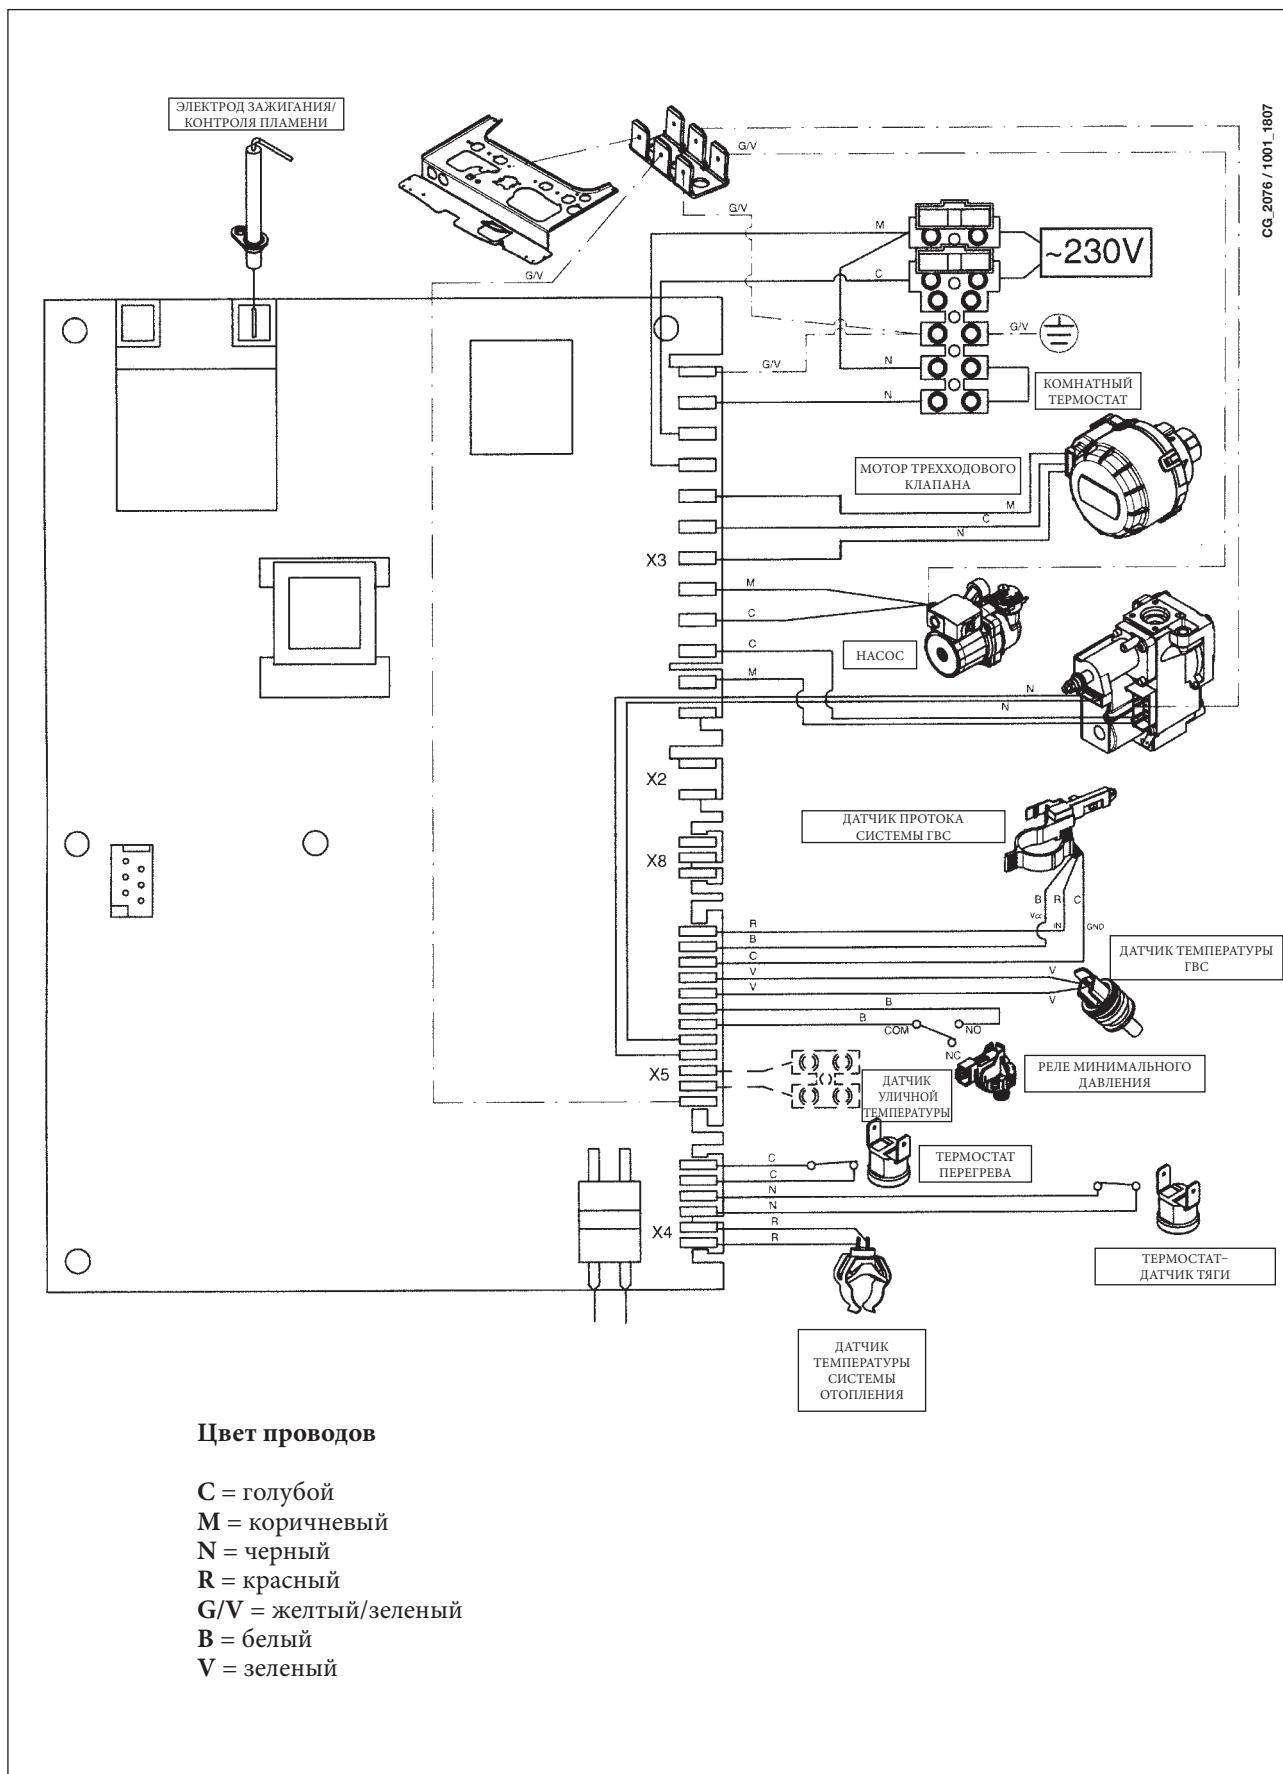 ЭЛЕКТРОД ЗАЖИГАНИЯ/
КОНТРОЛЯ ПЛАМЕНИ
CG_2076 / 1001_1807
G/V
G/V
G/V
M
~230V
C
G/V
G/V
N
КОМНАТНЫЙ
ТЕРМОСТАТ
N
МОТОР ТРЕХХОДОВОГО
КЛАПАНА
M
C
N
X3
M
C
НАСОС
C
M
N
N
X2
ДАТЧИК ПРОТОКА
СИСТЕМЫ ГВС
X8
B
R
C
Vcc
IN
GND
R
B
C
V
V
V
V
ДАТЧИК ТЕМПЕРАТУРЫ
ГВС
B
B
COM
NO
NC
РЕЛЕ МИНИМАЛЬНОГО
ДАВЛЕНИЯ
X5
ДАТЧИК
УЛИЧНОЙ
ТЕМПЕРАТУРЫ
C
C
ТЕРМОСТАТ
ПЕРЕГРЕВА
N
N
R
R
X4
ТЕРМОСТАТ–
ДАТЧИК ТЯГИ
ДАТЧИК
ТЕМПЕРАТУРЫ
СИСТЕМЫ
ОТОПЛЕНИЯ
Цвет проводов
C = голубой
M = коричневый
N = черный
R = красный
G/V = желтый/зеленый
B = белый
V = зеленый